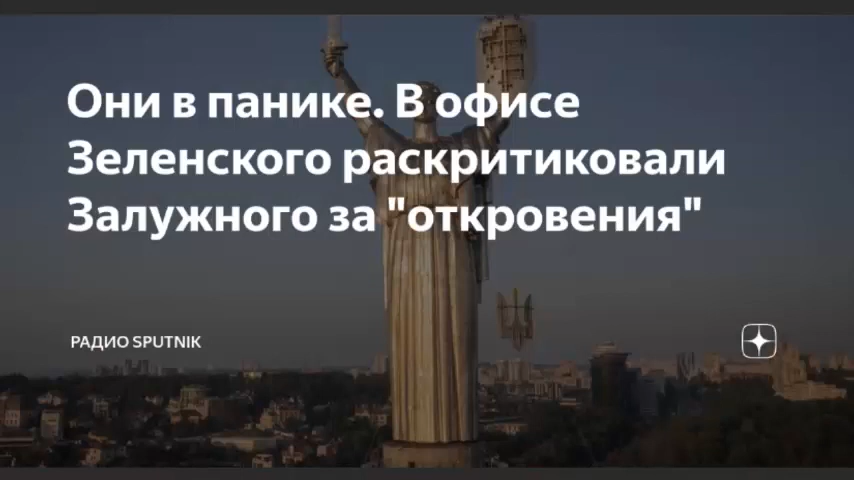 Они в панике. В офисе
Зеленского раскритиковали
Залужного за "откровения"
РАДИО SPUTNIK